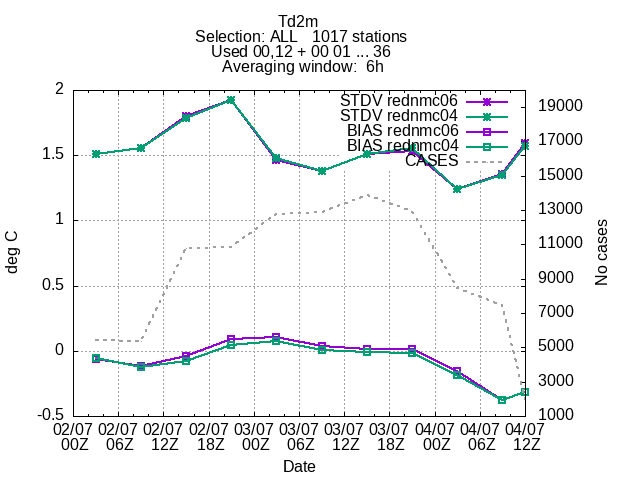 Td2m
Selection: ALL   1017 stations
Used 00,12 + 00 01 ... 36
Averaging window:  6h
STDV rednmc06
STDV rednmc04
BIAS rednmc06
BIAS rednmc04
CASES
2
1.5
1
0.5
0
-0.5
deg C
19000
17000
15000
13000
11000
9000
7000
5000
3000
1000
No cases
02/07 02/07 02/07 02/07 03/07 03/07 03/07 03/07 04/07 04/07 04/07
00Z 06Z 12Z 18Z 00Z 06Z 12Z 18Z 00Z 06Z 12Z
Date